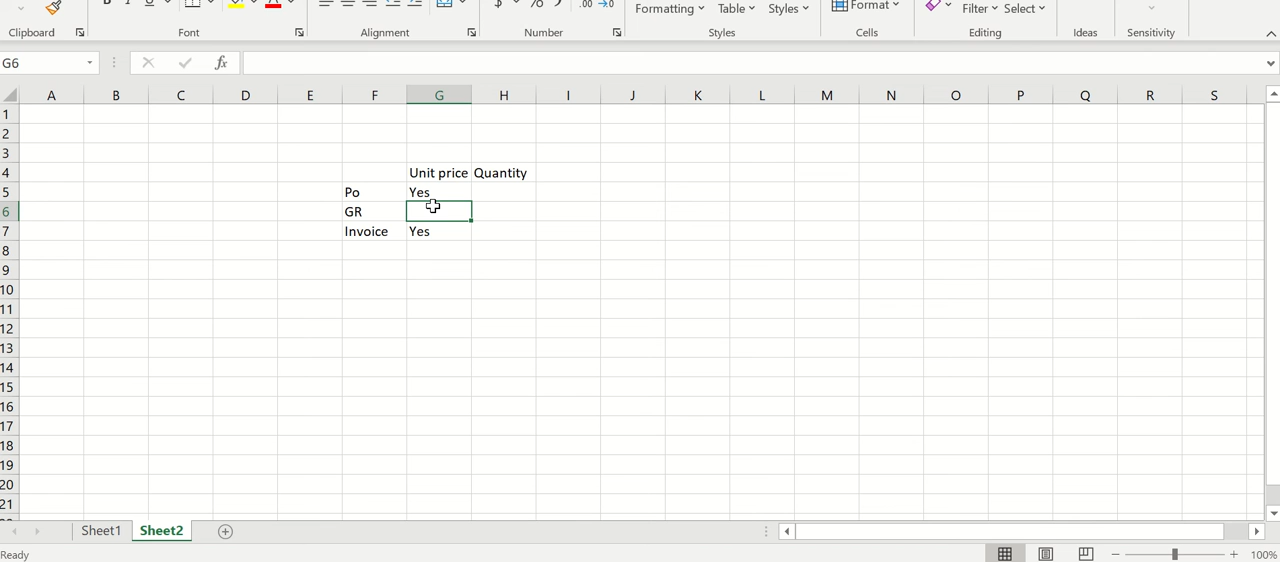 B I U A $ % .00 →0 Formatting Table Styles Format Filter Select
Clipboard Font Alignment Number Styles Cells Editing Ideas Sensitivity
G6 fx
A B C D E F G H I J K L M N O P Q R S
1
2
3
4 Unit price Quantity
5 Po Yes
6 GR
7 Invoice Yes
8
9
10
11
12
13
14
15
16
17
18
19
20
21
Sheet1 Sheet2
Ready 100%